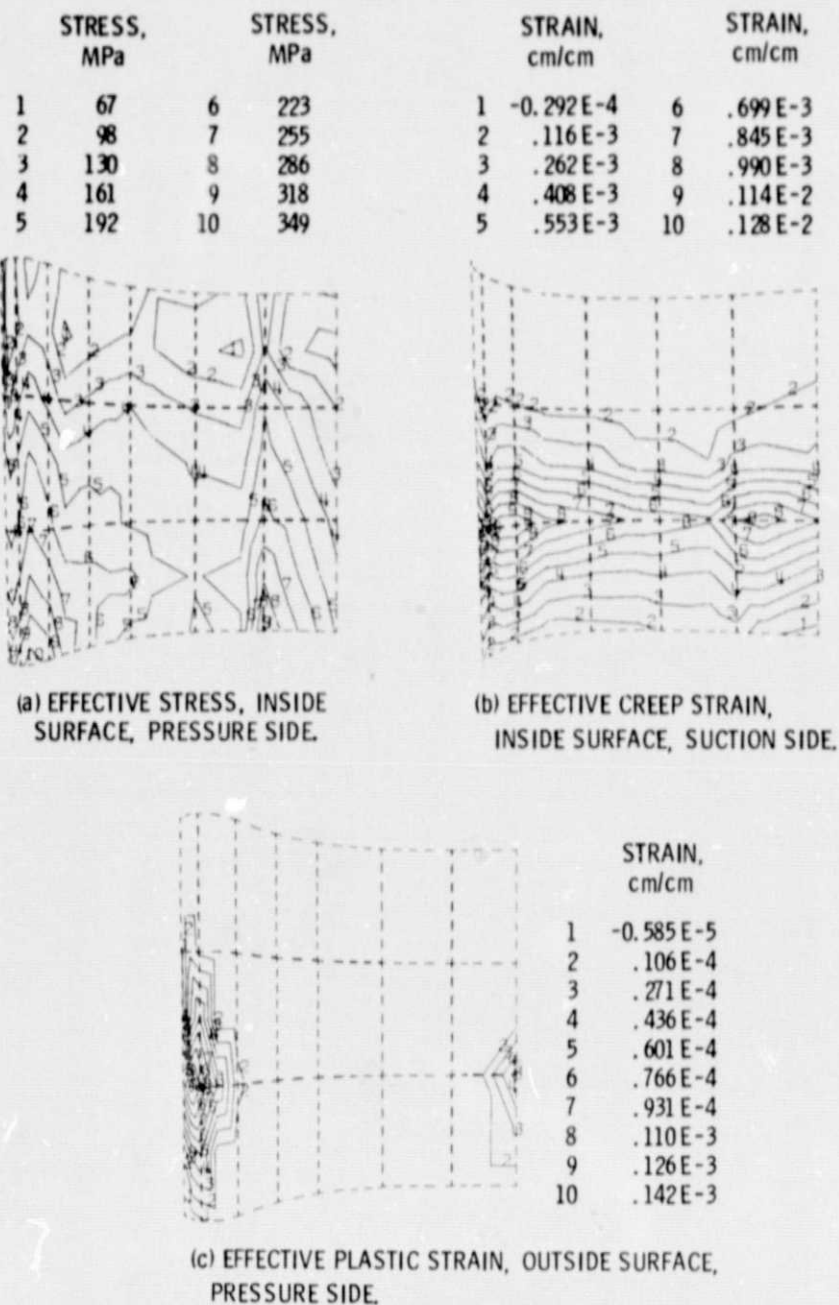 STRESS, STRESS, STRAIN, STRAIN,
MPa MPa cm/cm cm/cm
1 67 6 223 1 -0.292E-4 6 .699E-3
2 98 7 255 2 .116E-3 7 .845E-3
3 130 8 286 3 .262E-3 8 .990E-3
4 161 9 318 4 .408E-3 9 .114E-2
5 192 10 349 5 .553E-3 10 .128E-2
(a) EFFECTIVE STRESS, INSIDE
SURFACE, PRESSURE SIDE.
(b) EFFECTIVE CREEP STRAIN,
INSIDE SURFACE, SUCTION SIDE.
STRAIN,
cm/cm
1 -0.585E-5
2 .106E-4
3 .271E-4
4 .436E-4
5 .601E-4
6 .766E-4
7 .931E-4
8 .110E-3
9 .126E-3
10 .142E-3
(c) EFFECTIVE PLASTIC STRAIN, OUTSIDE SURFACE,
PRESSURE SIDE.